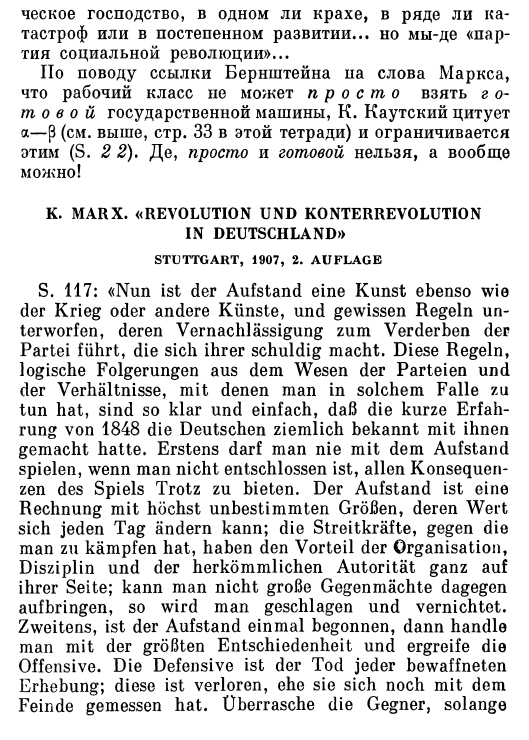 ческое господство, в одном ли крахе, в ряде ли ка-
тастроф или в постепенном развитии... но мы-де «пар-
тия социальной революции»...
По поводу ссылки Бернштейна на слова Маркса,
что рабочий класс не может просто взять го-
товой государственной машины, К. Каутский цитует
α—β (см. выше, стр. 33 в этой тетради) и ограничивается
этим (S. 22). Де, просто и готовой нельзя, а вообще
можно!
K. MARX. «REVOLUTION UND KONTERREVOLUTION
IN DEUTSCHLAND»
STUTTGART, 1907, 2. AUFLAGE
S. 117: «Nun ist der Aufstand eine Kunst ebenso wie
der Krieg oder andere Künste, und gewissen Regeln un-
terworfen, deren Vernachlässigung zum Verderben der
Partei führt, die sich ihrer schuldig macht. Diese Regeln,
logische Folgerungen aus dem Wesen der Parteien und
der Verhältnisse, mit denen man in solchem Falle zu
tun hat, sind so klar und einfach, daß die kurze Erfah-
rung von 1848 die Deutschen ziemlich bekannt mit ihnen
gemacht hatte. Erstens darf man nie mit dem Aufstand
spielen, wenn man nicht entschlossen ist, allen Konsequen-
zen des Spiels Trotz zu bieten. Der Aufstand ist eine
Rechnung mit höchst unbestimmten Größen, deren Wert
sich jeden Tag ändern kann; die Streitkräfte, gegen die
man zu kämpfen hat, haben den Vorteil der Organisation,
Disziplin und der herkömmlichen Autorität ganz auf
ihrer Seite; kann man nicht große Gegenmächte dagegen
aufbringen, so wird man geschlagen und vernichtet.
Zweitens, ist der Aufstand einmal begonnen, dann handle
man mit der größten Entschiedenheit und ergreife die
Offensive. Die Defensive ist der Tod jeder bewaffneten
Erhebung; diese ist verloren, ehe sie sich noch mit dem
Feinde gemessen hat. Überrasche die Gegner, solange